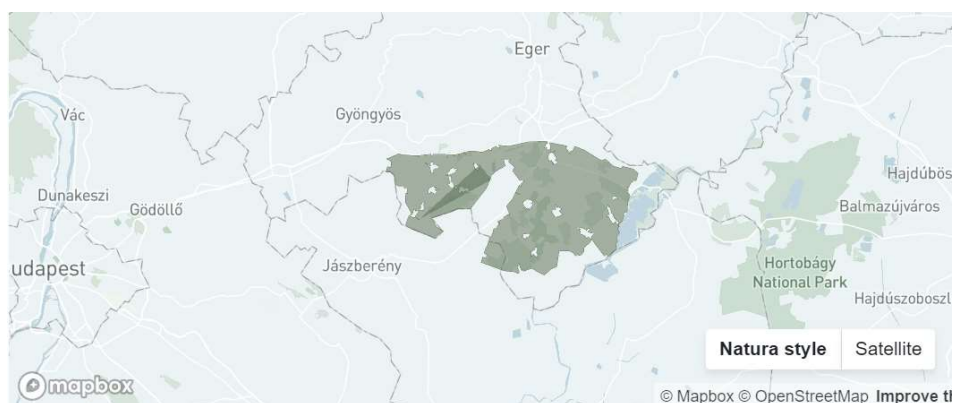 Eger
Gyöngyös
Vác
Dunakeszi
Gödöllő
Hajdúbös
Balmazújváros
Jászberény
udapest
Hortobágy
National Park
Hajdúszoboszl
Natura style
Satellite
mapbox
© Mapbox © OpenStreetMap Improve th